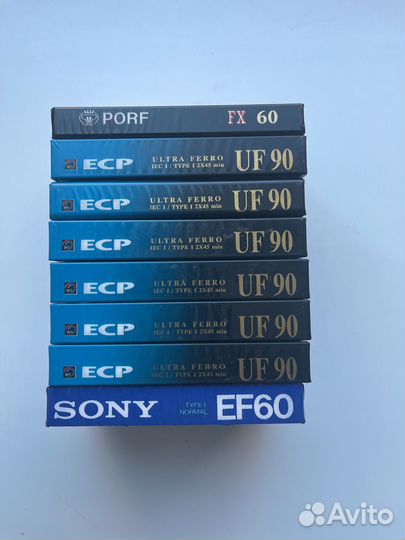 PORF FX 60
ECP ULTRA FERRO UF 90
IEC I / TYPE I 2X45 min
ECP ULTRA FERRO UF 90
IEC I / TYPE I 2X45 min
ECP ULTRA FERRO UF 90
IEC I / TYPE I 2X45 min
ECP ULTRA FERRO UF 90
IEC I / TYPE I 2X45 min
ECP ULTRA FERRO UF 90
IEC I / TYPE I 2X45 min
ECP ULTRA FERRO UF 90
IEC I / TYPE I 2X45 min
SONY TYPE I EF60
NORMAL
Avito